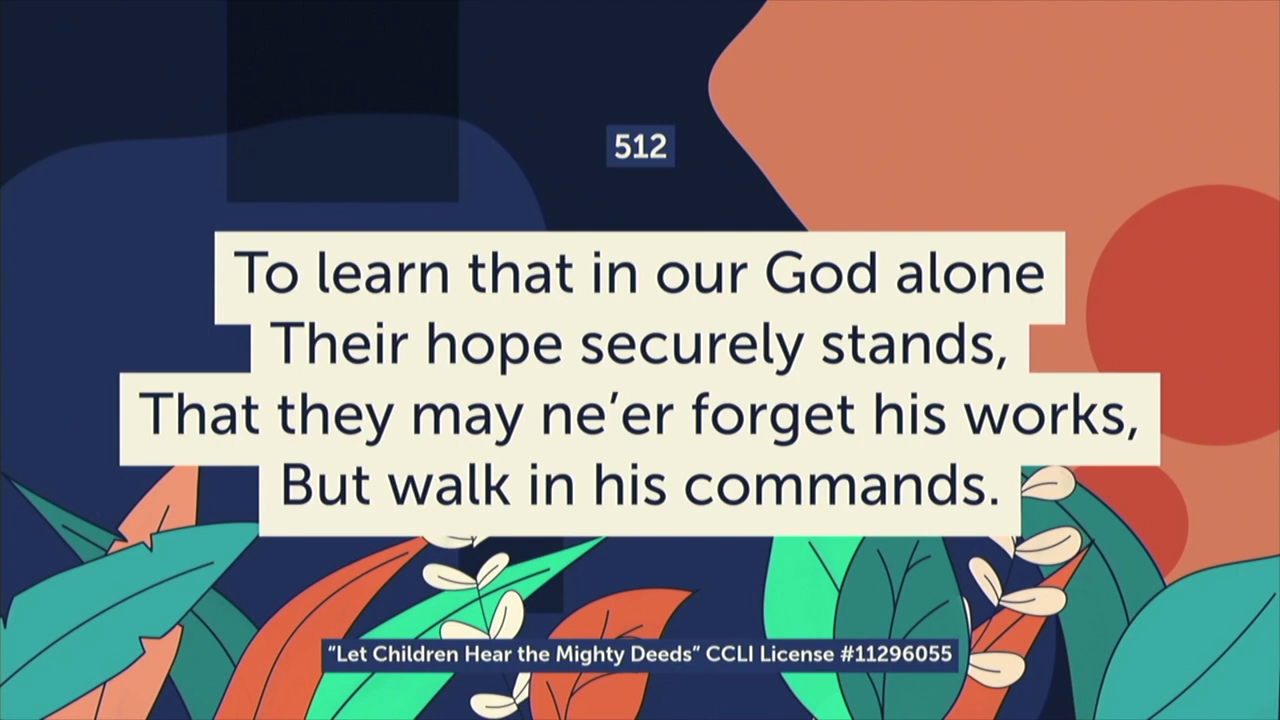 512
To learn that in our God alone
Their hope securely stands,
That they may ne’er forget his works,
But walk in his commands.
“Let Children Hear the Mighty Deeds” CCLI License #11296055